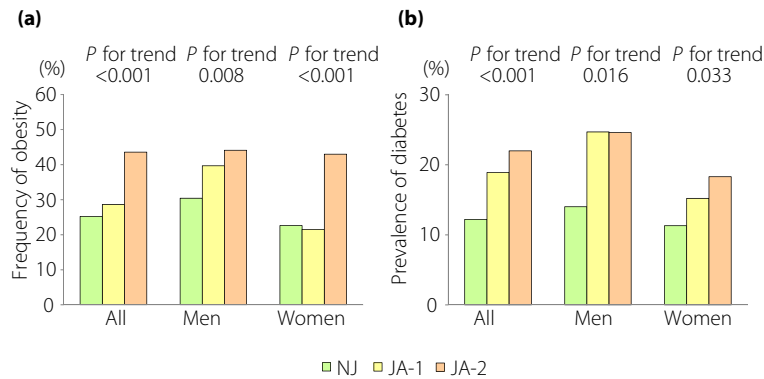 (a)
P for trend P for trend P for trend
(%) <0.001 0.008 <0.001
60
50
40
30
20
10
0
Frequency of obesity
All Men Women
(b)
P for trend P for trend P for trend
(%) <0.001 0.016 0.033
30
20
10
0
Prevalence of diabetes
All Men Women
NJ JA-1 JA-2